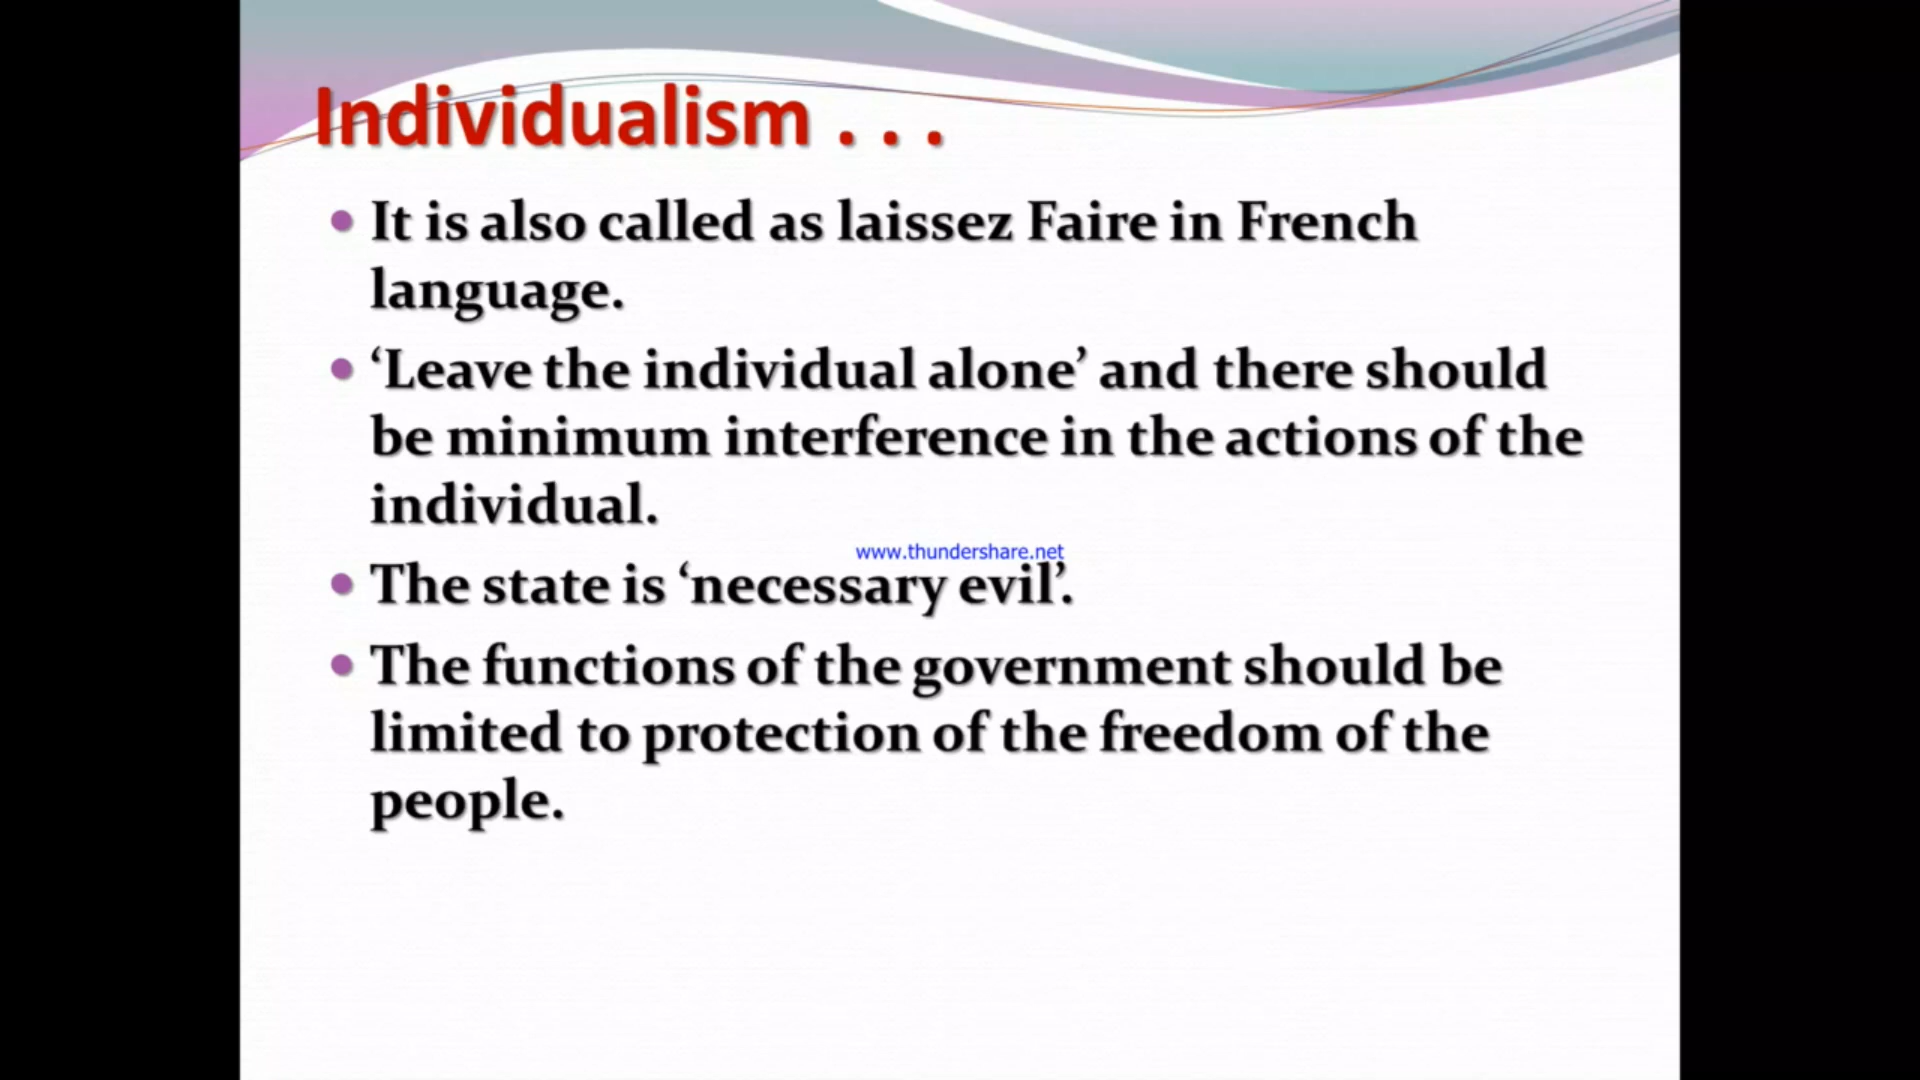 Individualism . . .
• It is also called as laissez Faire in French
language.
• ‘Leave the individual alone’ and there should
be minimum interference in the actions of the
individual.
www.thundershare.net
• The state is ‘necessary evil’.
• The functions of the government should be
limited to protection of the freedom of the
people.